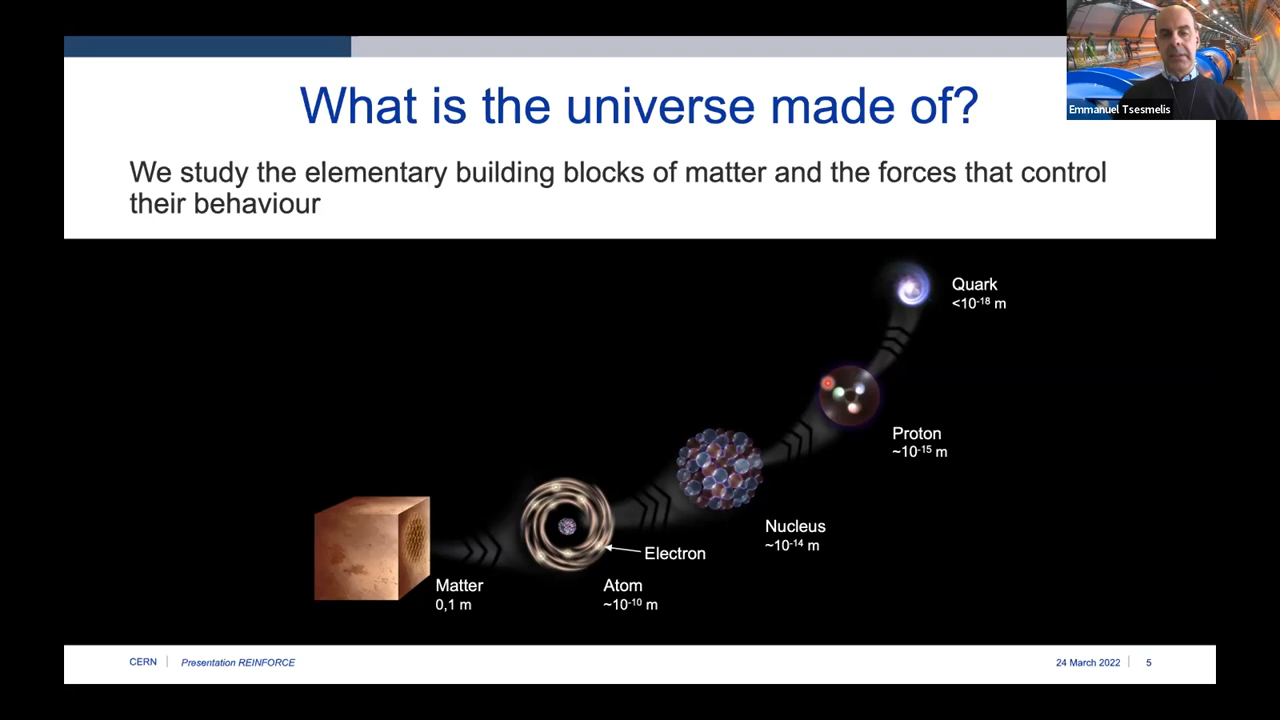 Emmanuel Tsesmelis
What is the universe made of?
We study the elementary building blocks of matter and the forces that control
their behaviour
Quark
<10-18 m
Proton
~10-15 m
Nucleus
~10-14 m
Electron
Atom
~10-10 m
Matter
0,1 m
CERN
Presentation REINFORCE
24 March 2022
5